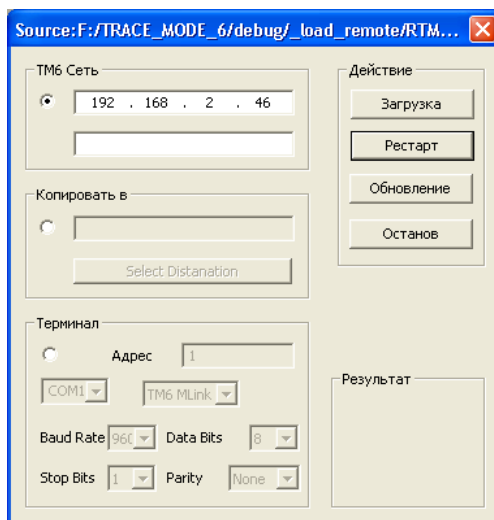 Source:F:/TRACE_MODE_6/debug/_load_remote/RTM...
ТМ6 Сеть
192 . 168 . 2 . 46
Копировать в
Select Distanation
Терминал
Адрес 1
COM1 TM6 MLink
Baud Rate 960 Data Bits 8
Stop Bits 1 Parity None
Действие
Загрузка
Рестарт
Обновление
Останов
Результат